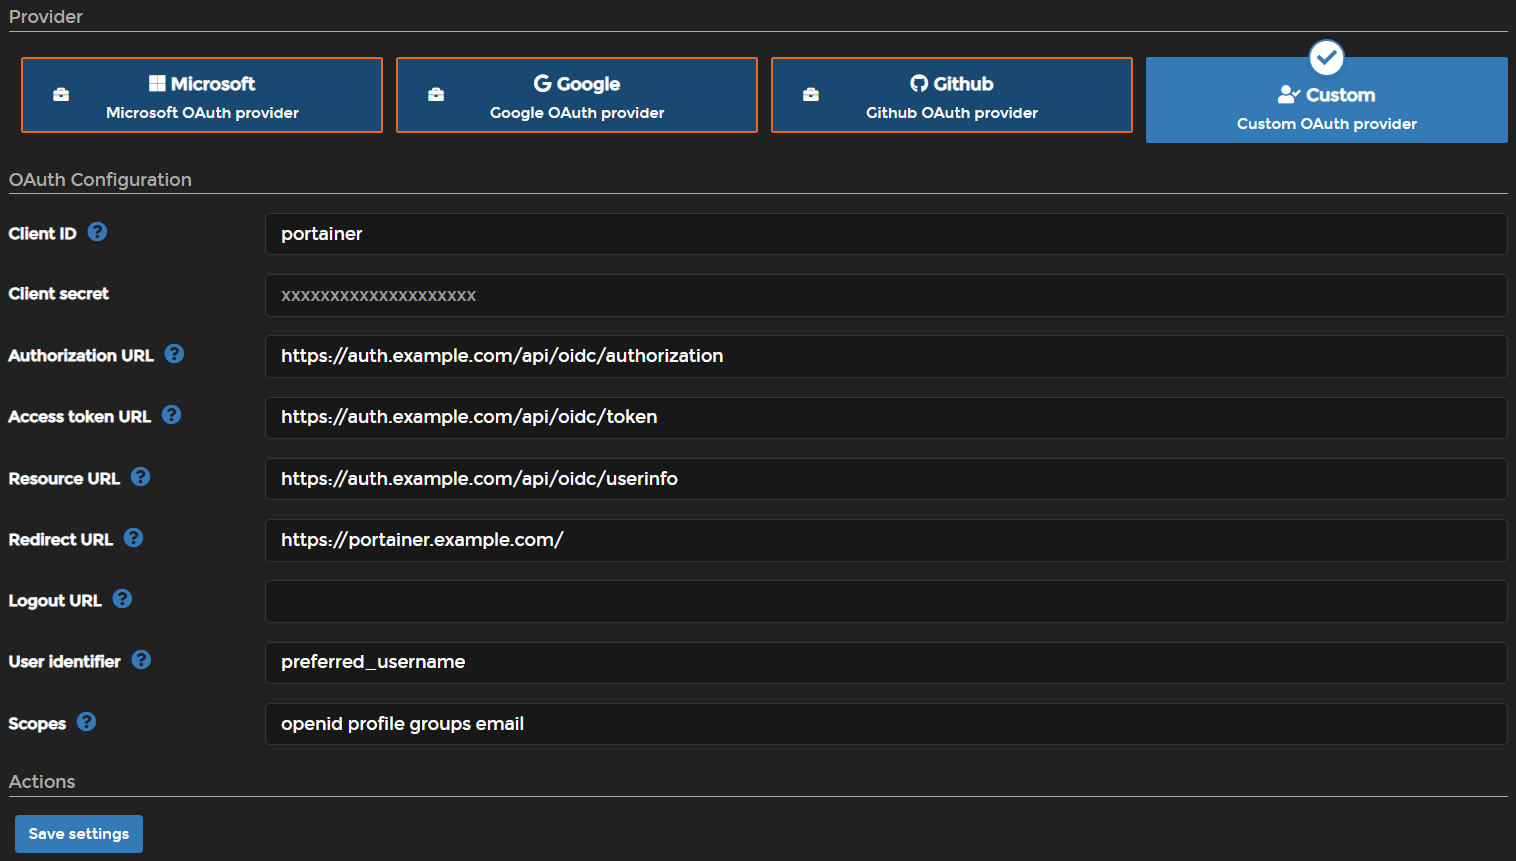 Provider
Microsoft
Microsoft OAuth provider
Google
Google OAuth provider
Github
Github OAuth provider
Custom
Custom OAuth provider
OAuth Configuration
Client ID
portainer
Client secret
xxxxxxxxxxxxxxxxxxxx
Authorization URL
https://auth.example.com/api/oidc/authorization
Access token URL
https://auth.example.com/api/oidc/token
Resource URL
https://auth.example.com/api/oidc/userinfo
Redirect URL
https://portainer.example.com/
Logout URL
User identifier
preferred_username
Scopes
openid profile groups email
Actions
Save settings